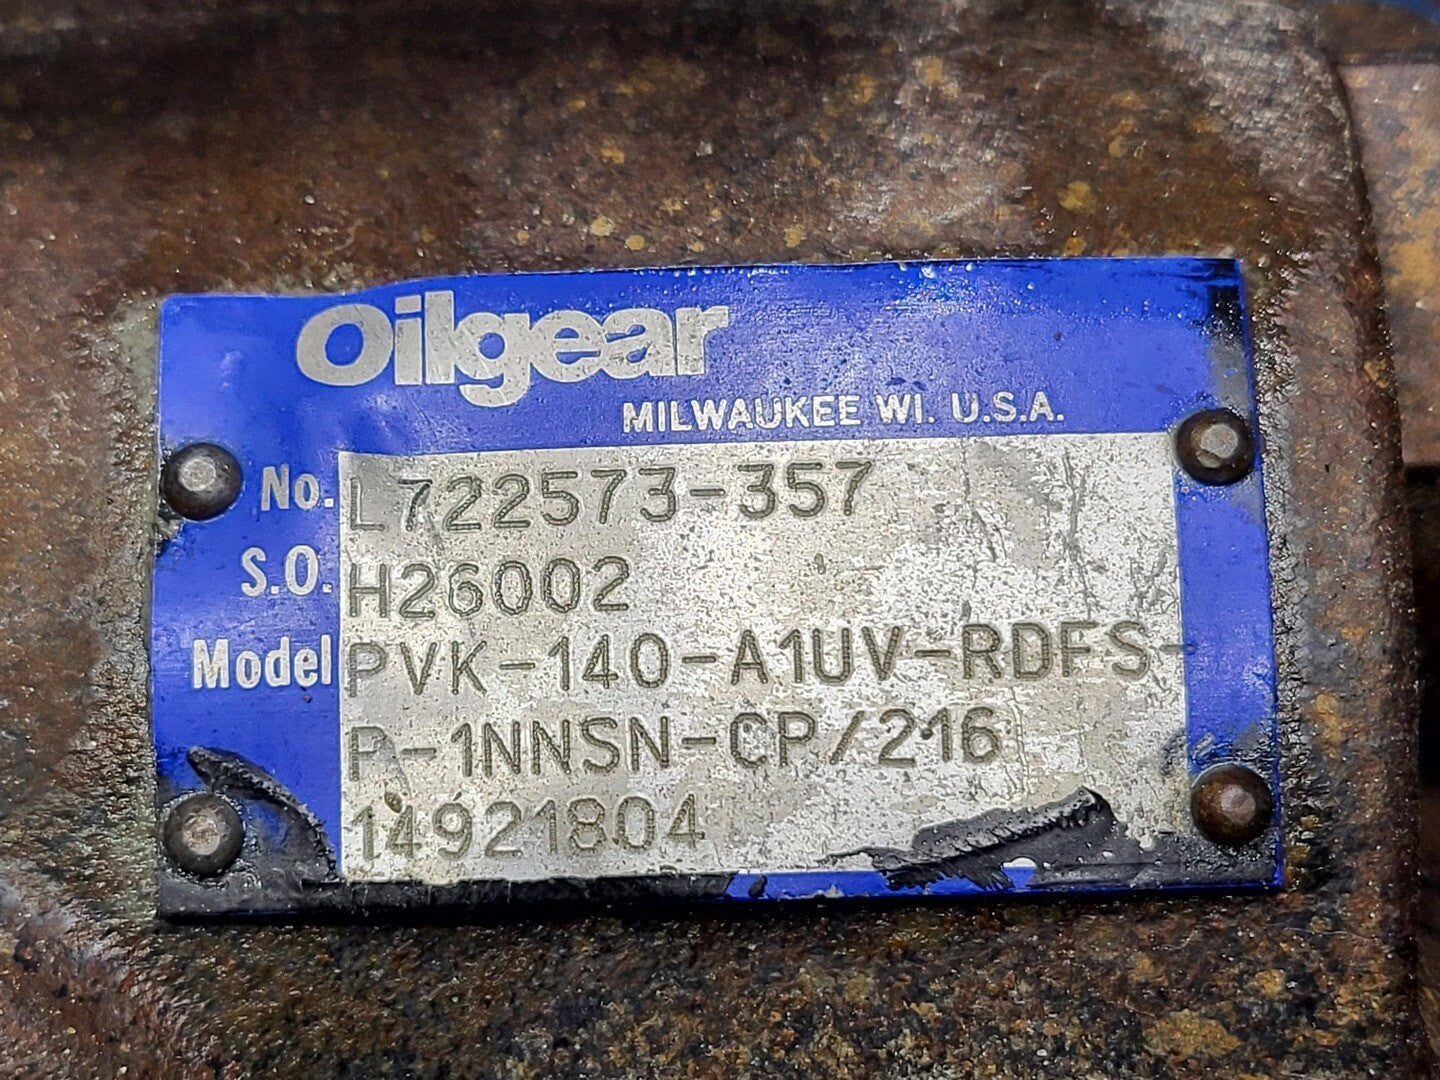 Oilgear
MILWAUKEE WI. U.S.A.
No. L722573-357
S.O. H26002
Model PVK-140-A1UV-RDFS-
P-1NNSN-CP/216
14921804